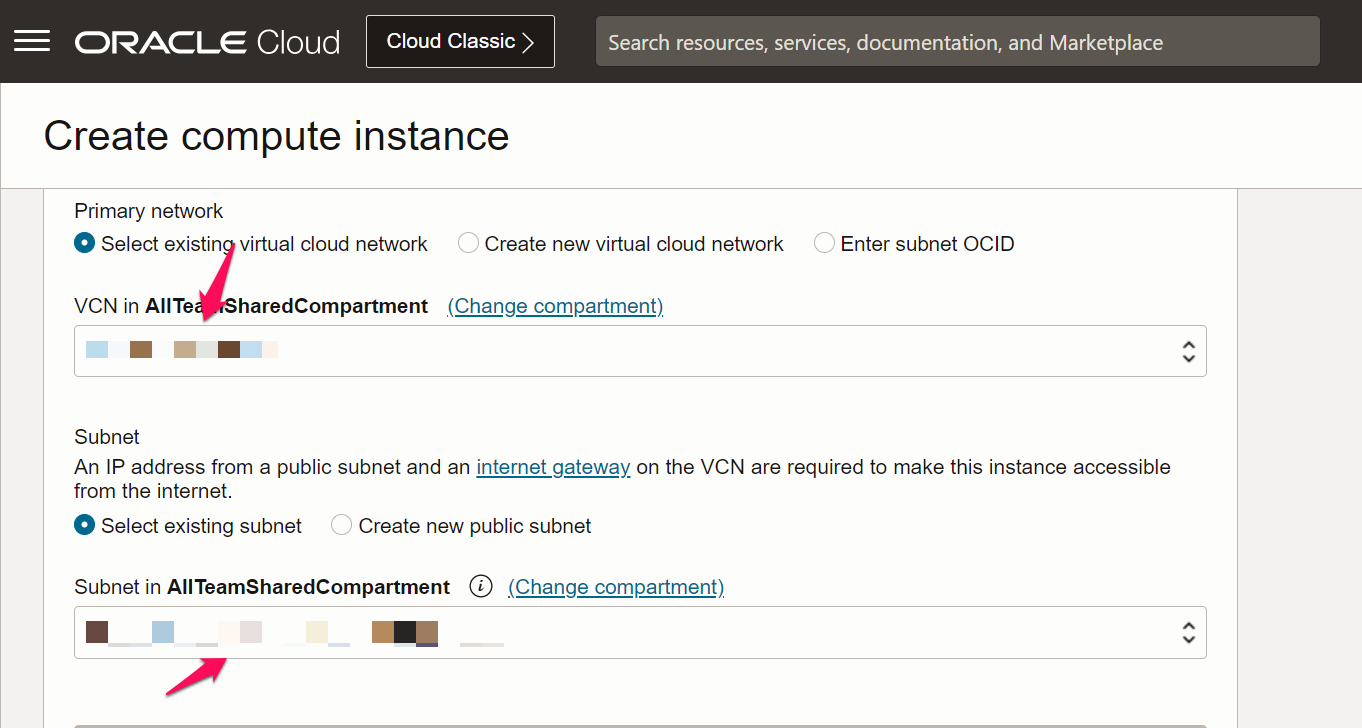 ORACLE Cloud Cloud Classic Search resources, services, documentation, and Marketplace
Create compute instance
Primary network
Select existing virtual cloud network Create new virtual cloud network Enter subnet OCID
VCN in AllTeamSharedCompartment (Change compartment)
Subnet
An IP address from a public subnet and an internet gateway on the VCN are required to make this instance accessible
from the internet.
Select existing subnet Create new public subnet
Subnet in AllTeamSharedCompartment i (Change compartment)